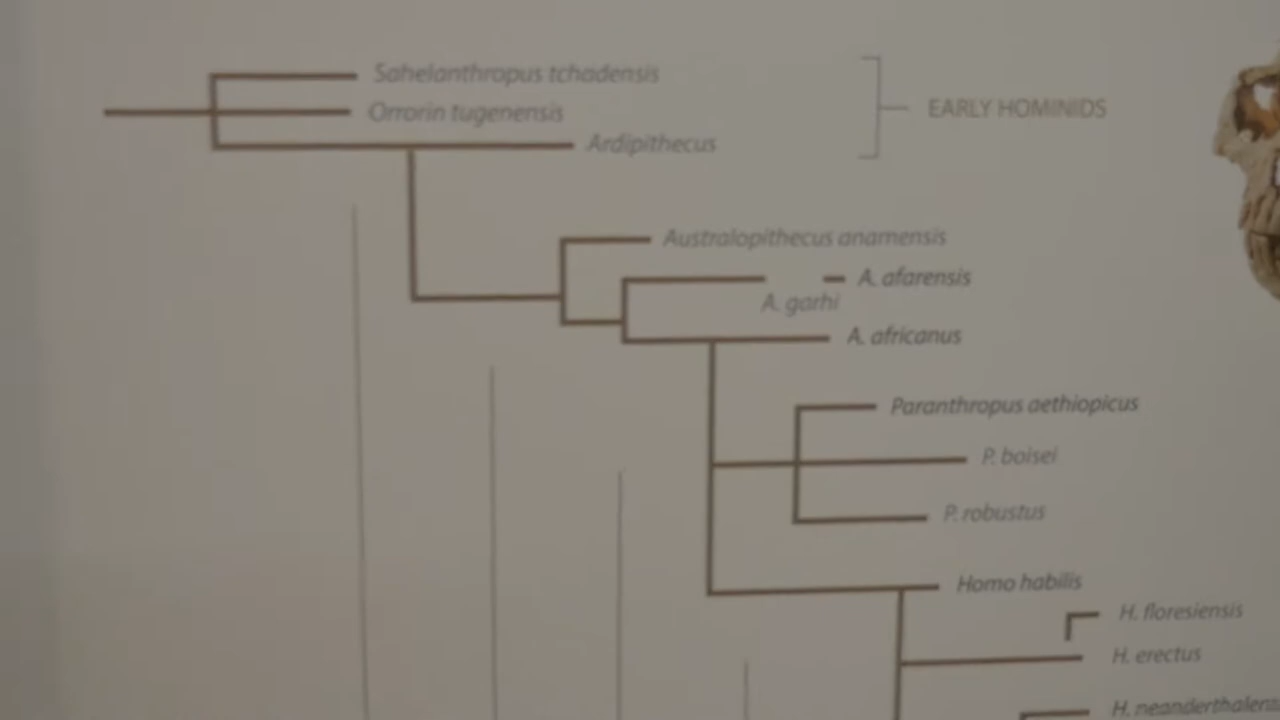 Sahelanthropus tchadensis
Orrorin tugenensis
EARLY HOMINIDS
Ardipithecus
Australopithecus anamensis
A. afarensis
A. garhi
A. africanus
Paranthropus aethiopicus
P. boisei
P. robustus
Homo habilis
H. floresiensis
H. erectus
H. neanderthalens